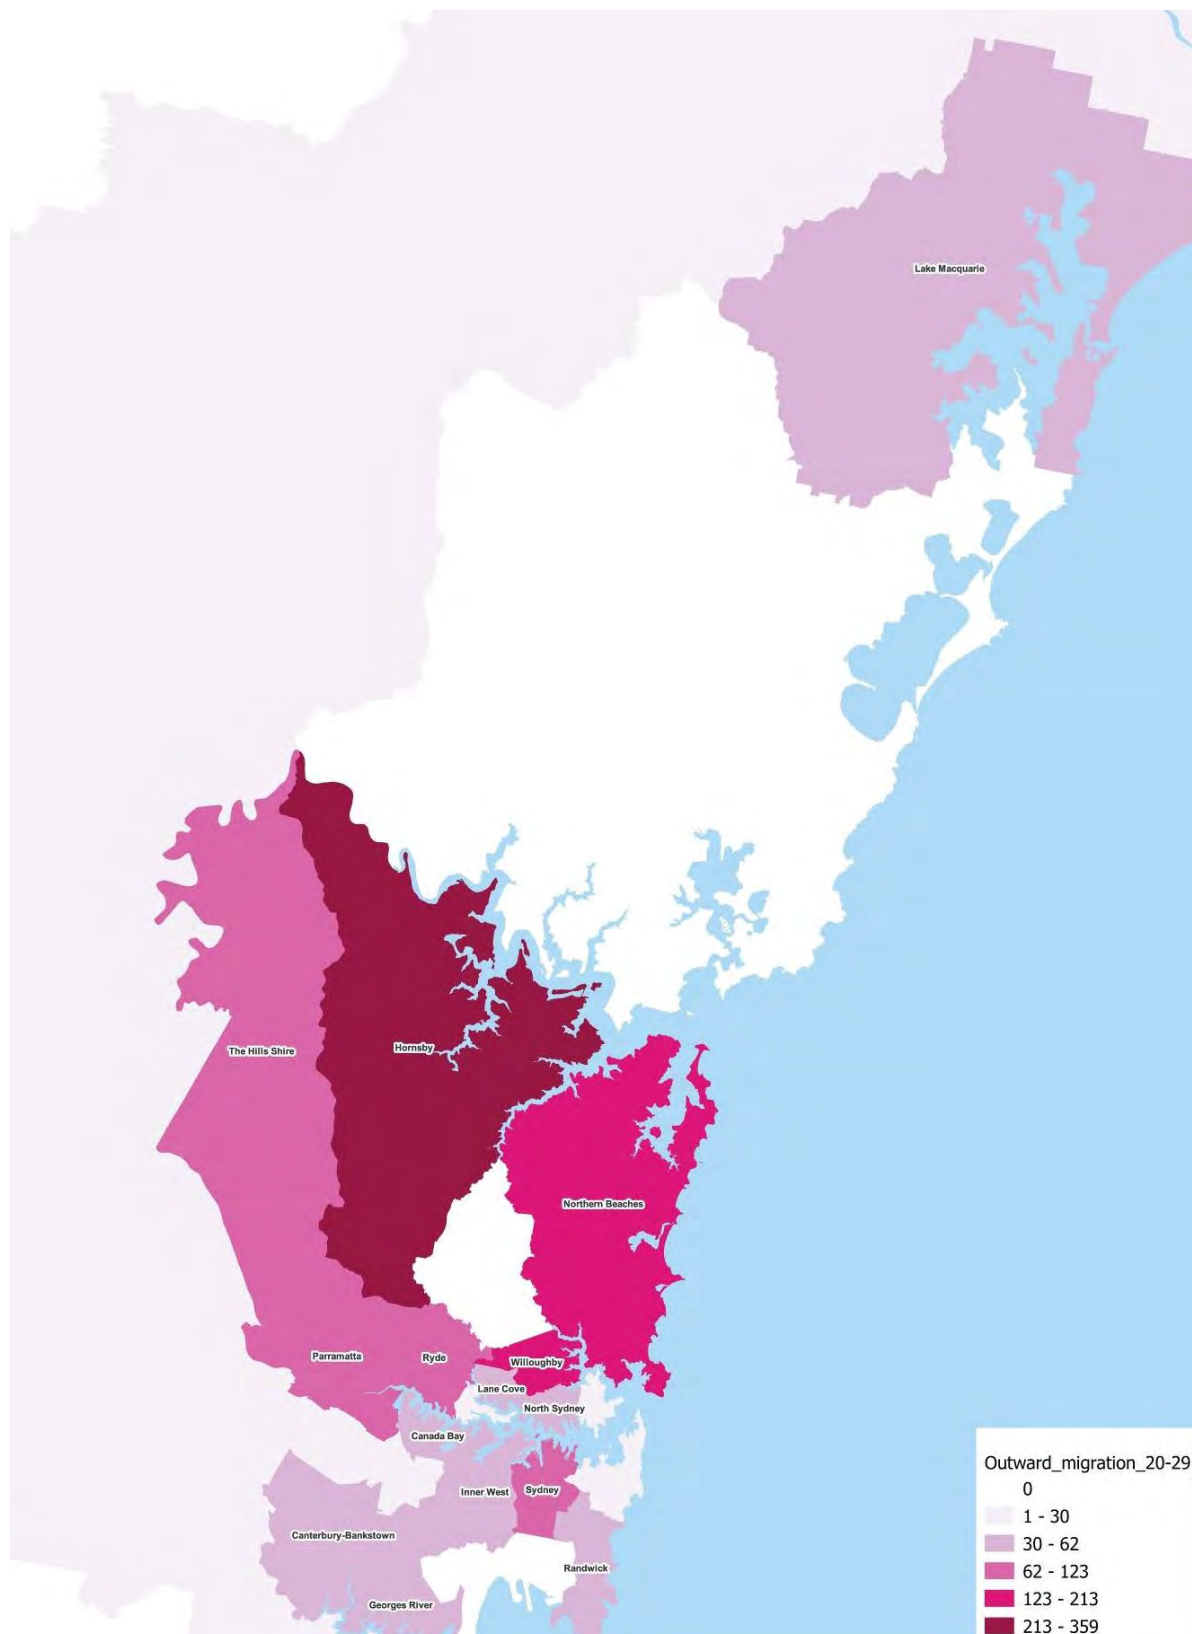 Lake Macquarie
The Hills Shire
Hornsby
Northern Beaches
Parramatta
Ryde
Willoughby
Lane Cove
North Sydney
Canada Bay
Inner West
Sydney
Canterbury-Bankstown
Randwick
Georges River
Outward_migration_20-29
0
1 - 30
30 - 62
62 - 123
123 - 213
213 - 359